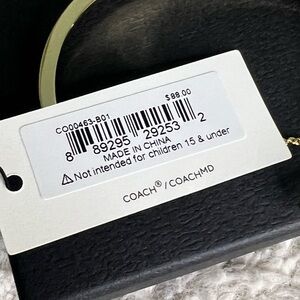 CO00463-B01
$88.00
8 89295 29253 2
MADE IN CHINA
⚠ Not intended for children 15 & under
COACH® / COACHMD